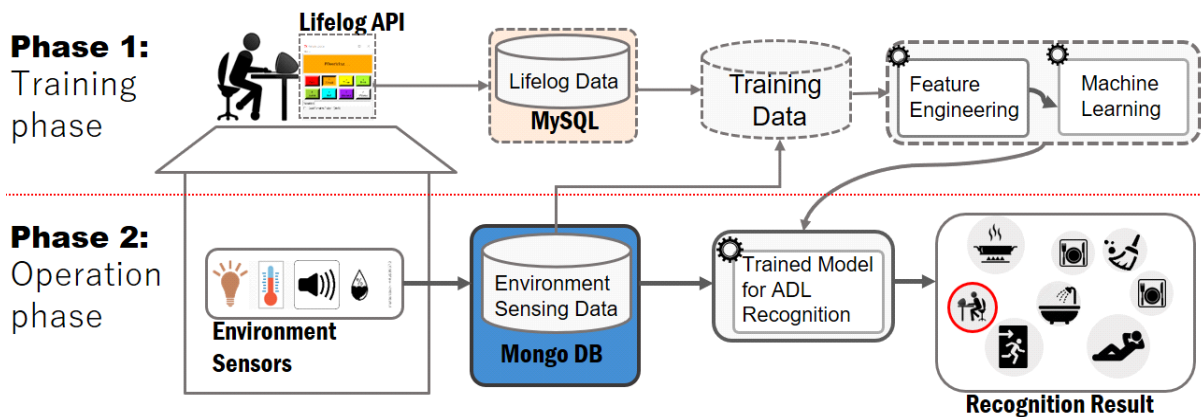 Phase 1:
Training
phase
Lifelog API
Lifelog Data
MySQL
Training
Data
Feature
Engineering
Machine
Learning
Phase 2:
Operation
phase
Environment
Sensors
Environment
Sensing Data
Mongo DB
Trained Model
for ADL
Recognition
Recognition Result